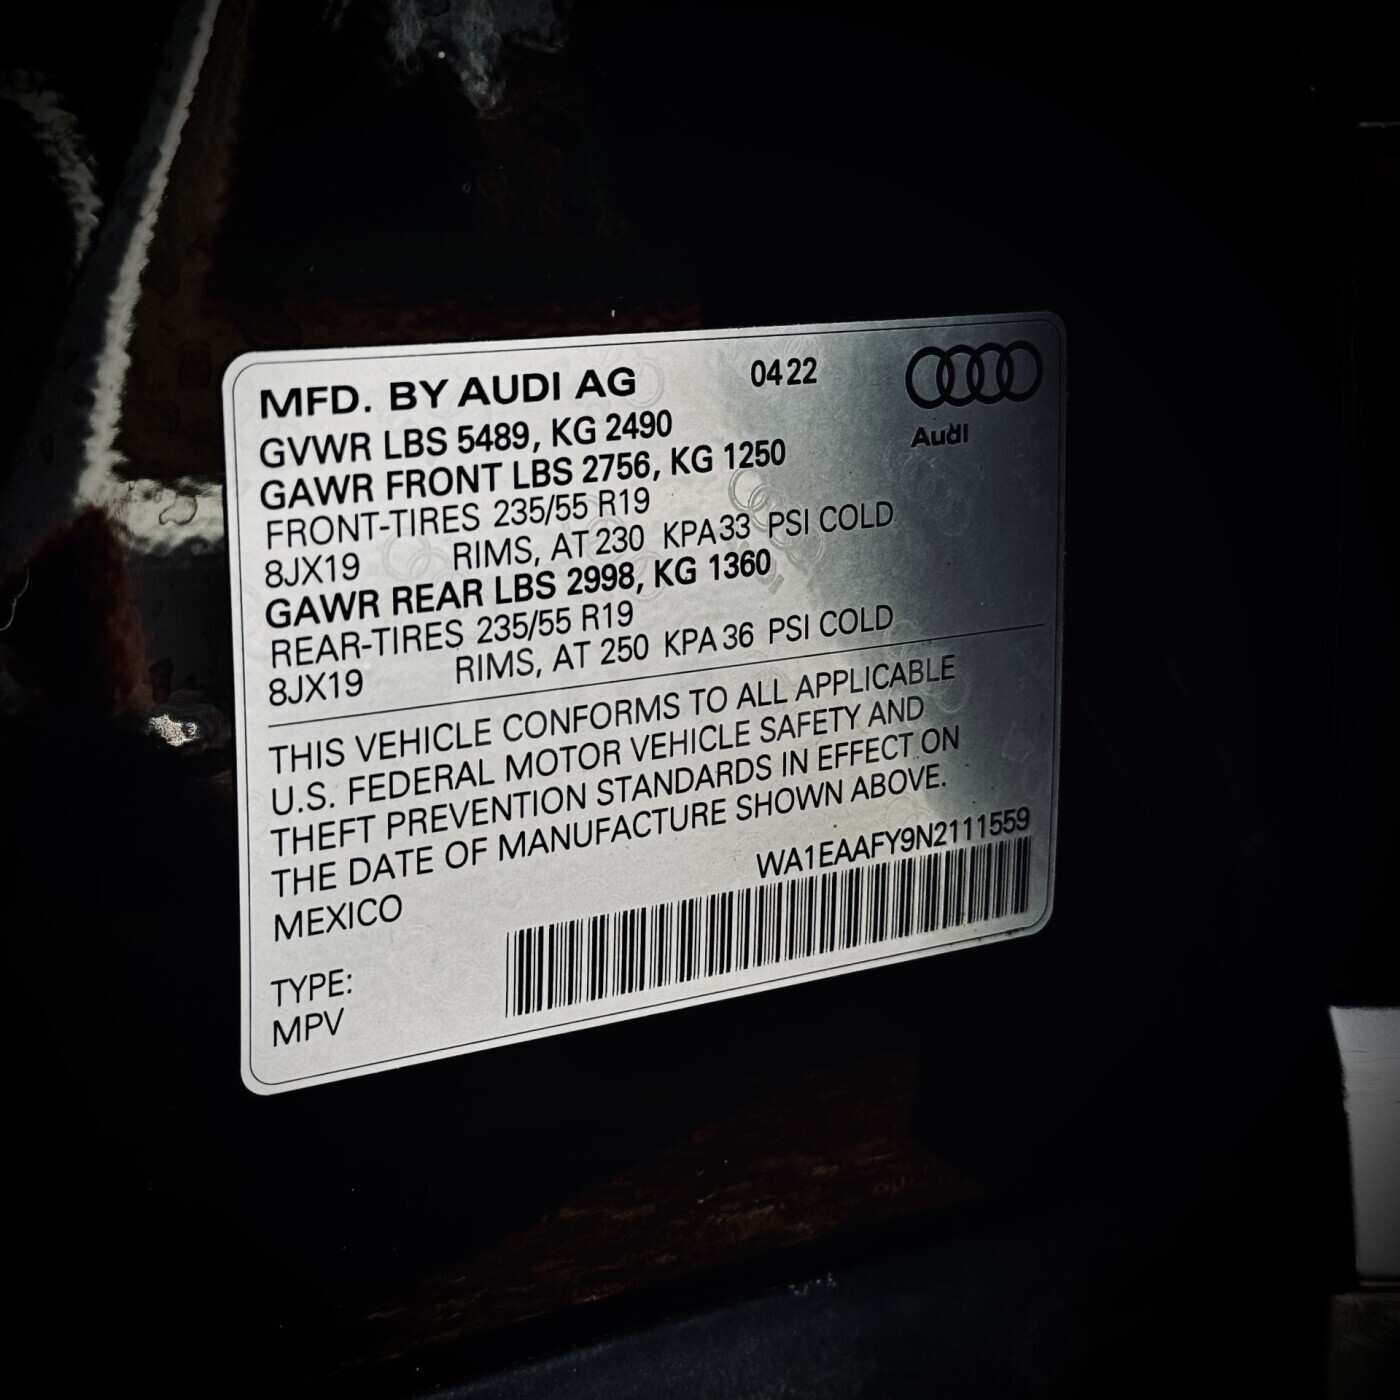 MFD. BY AUDI AG 0422
Audi
GVWR LBS 5489, KG 2490
GAWR FRONT LBS 2756, KG 1250
FRONT-TIRES 235/55 R19
8JX19 RIMS, AT 230 KPA 33 PSI COLD
GAWR REAR LBS 2998, KG 1360
REAR-TIRES 235/55 R19
8JX19 RIMS, AT 250 KPA 36 PSI COLD
THIS VEHICLE CONFORMS TO ALL APPLICABLE
U.S. FEDERAL MOTOR VEHICLE SAFETY AND
THEFT PREVENTION STANDARDS IN EFFECT ON
THE DATE OF MANUFACTURE SHOWN ABOVE.
WA1EAAFY9N2111559
MEXICO
TYPE:
MPV